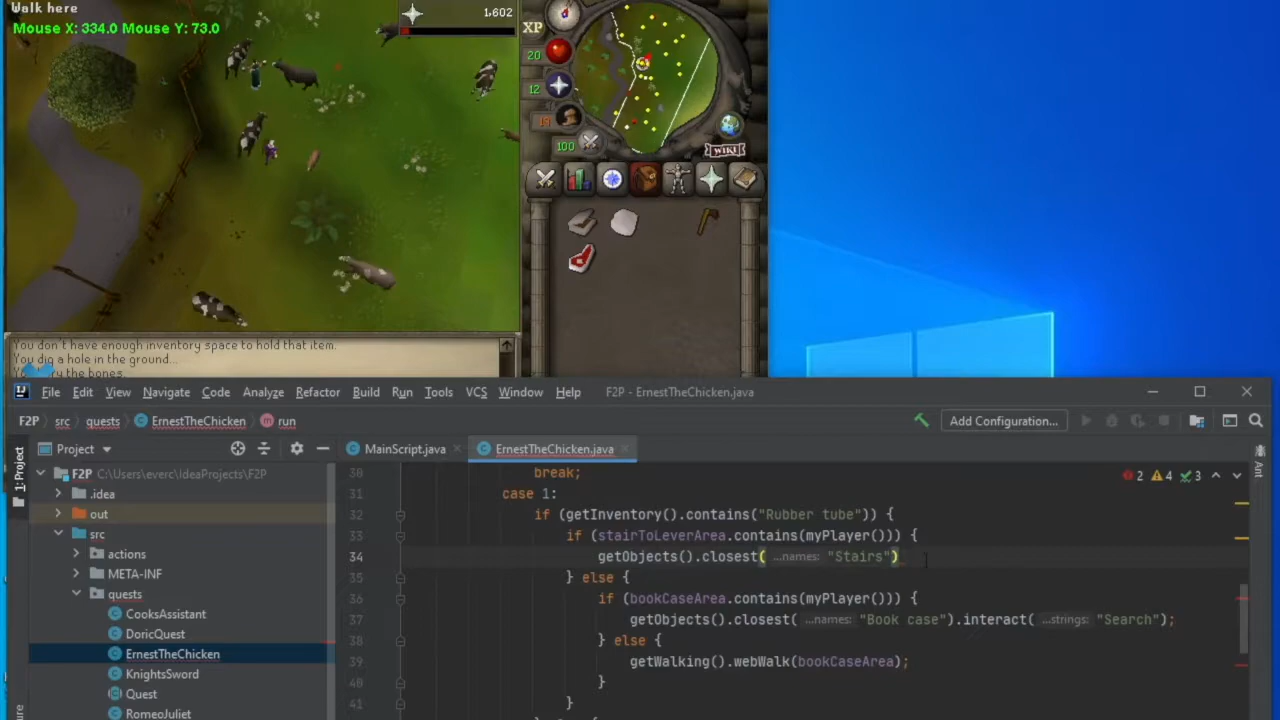 Walk here
Mouse X: 334.0 Mouse Y: 73.0
1,602
XP
20
12
19
100
WIKI
You don't have enough inventory space to hold that item.
You dig a hole in the ground...
the bones.
File Edit View Navigate Code Analyze Refactor Build Run Tools VCS Window Help F2P - ErnestTheChicken.java
F2P src quests ErnestTheChicken run Add Configuration...
Project MainScript.java ErnestTheChicken.java
1: Project
Ant
2 4 3
F2P C:\Users\everc\IdeaProjects\F2P
.idea
out
src
actions
META-INF
quests
CooksAssistant
DoricQuest
ErnestTheChicken
KnightsSword
Quest
RomeoJuliet
30 break;
31 case 1:
32 if (getInventory().contains("Rubber tube")) {
33 if (stairToLeverArea.contains(myPlayer())) {
34 getObjects().closest( ...names: "Stairs")
35 } else {
36 if (bookCaseArea.contains(myPlayer())) {
37 getObjects().closest( ...names: "Book case").interact( ...strings: "Search");
38 } else {
39 getWalking().webWalk(bookCaseArea);
40 }
41 }